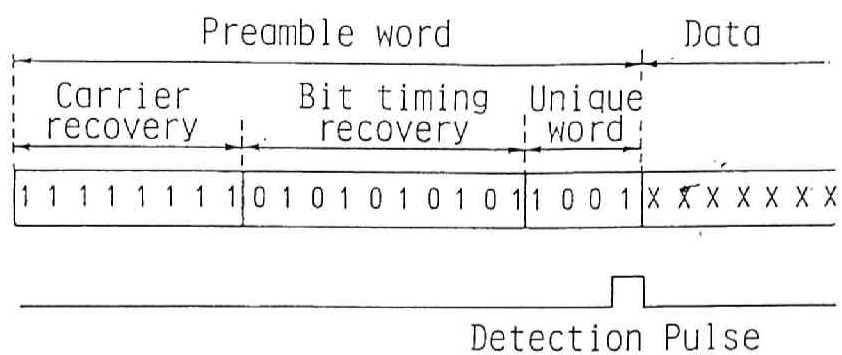 Preamble word Data
Carrier recovery
Bit timing recovery
Unique word
1 1 1 1 1 1 1 1 0 1 0 1 0 1 0 1 0 1 1 0 0 1 X X X X X X X
Detection Pulse